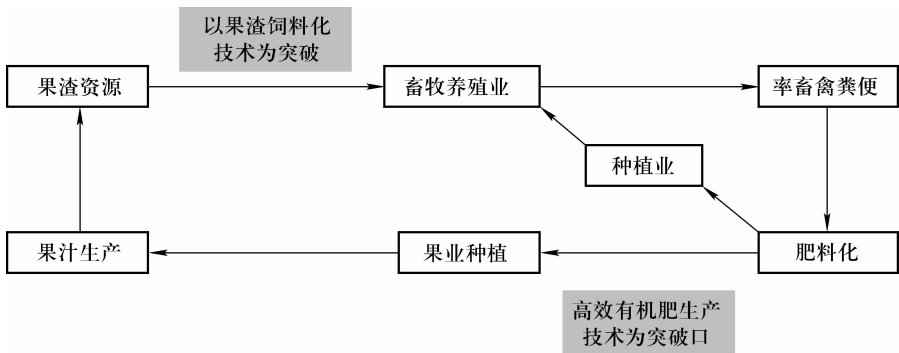 以果渣饲料化
技术为突破
果渣资源
畜牧养殖业
率畜禽粪便
种植业
果汁生产
果业种植
肥料化
高效有机肥生产
技术为突破口